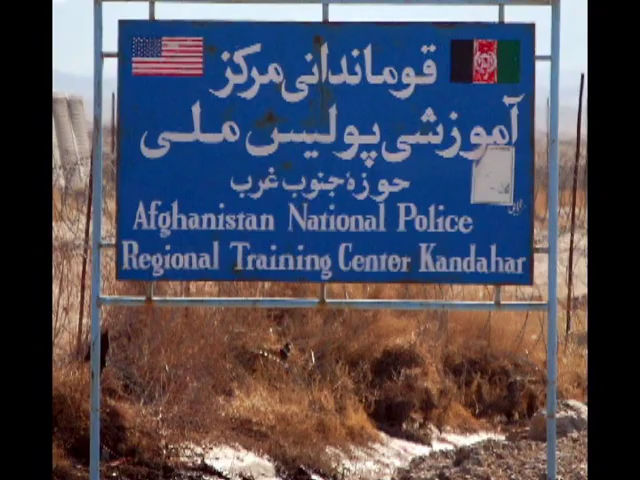 قوماندانی مرکز
آموزشی پولیس ملی
حوزهٔ جنوب غرب
Afghanistan National Police
Regional Training Center Kandahar